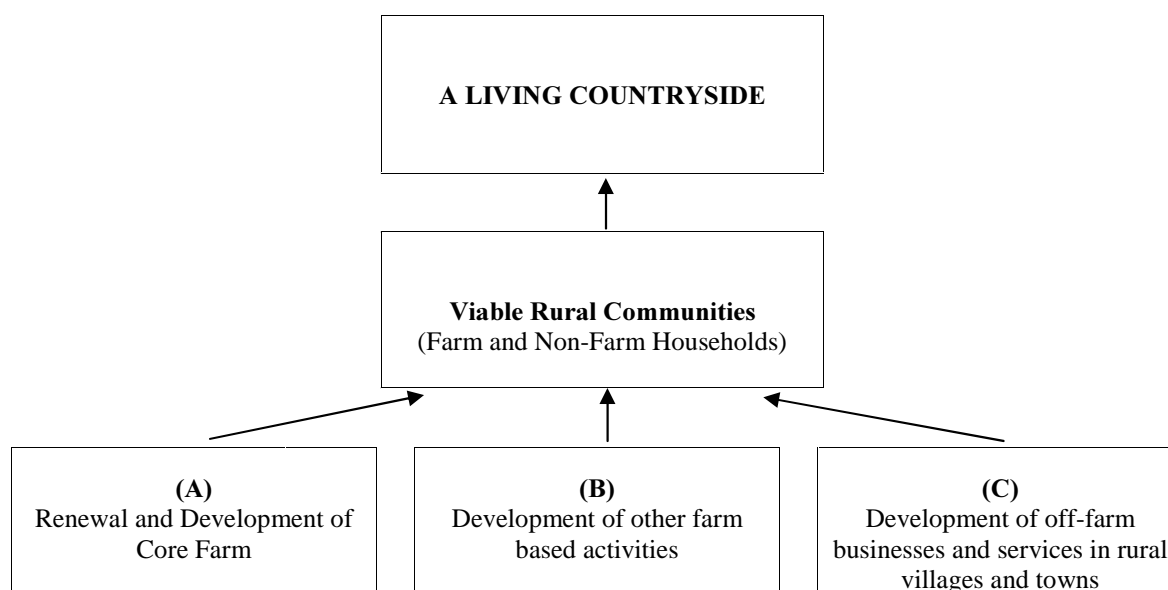 A LIVING COUNTRYSIDE
Viable Rural Communities
(Farm and Non-Farm Households)
(A)
Renewal and Development of
Core Farm
(B)
Development of other farm
based activities
(C)
Development of off-farm
businesses and services in rural
villages and towns